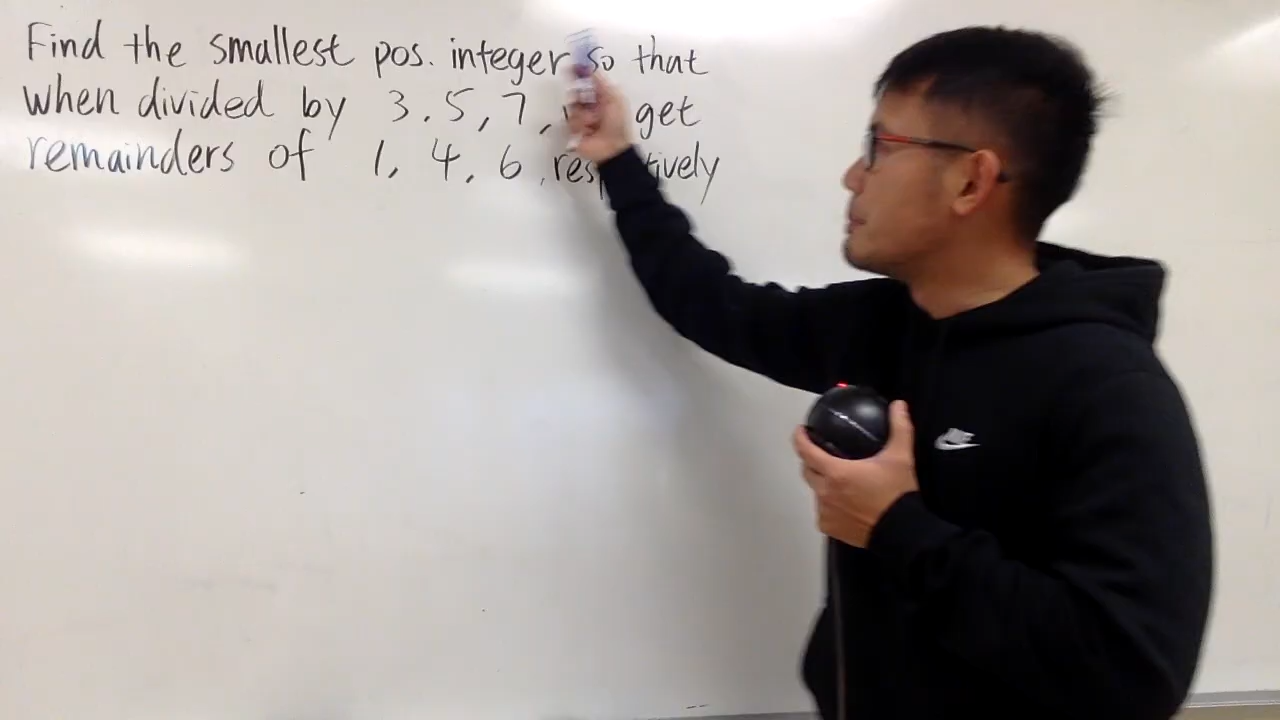 Find the smallest pos. integer so that
when divided by 3, 5, 7, get
remainders of 1, 4, 6, respectively